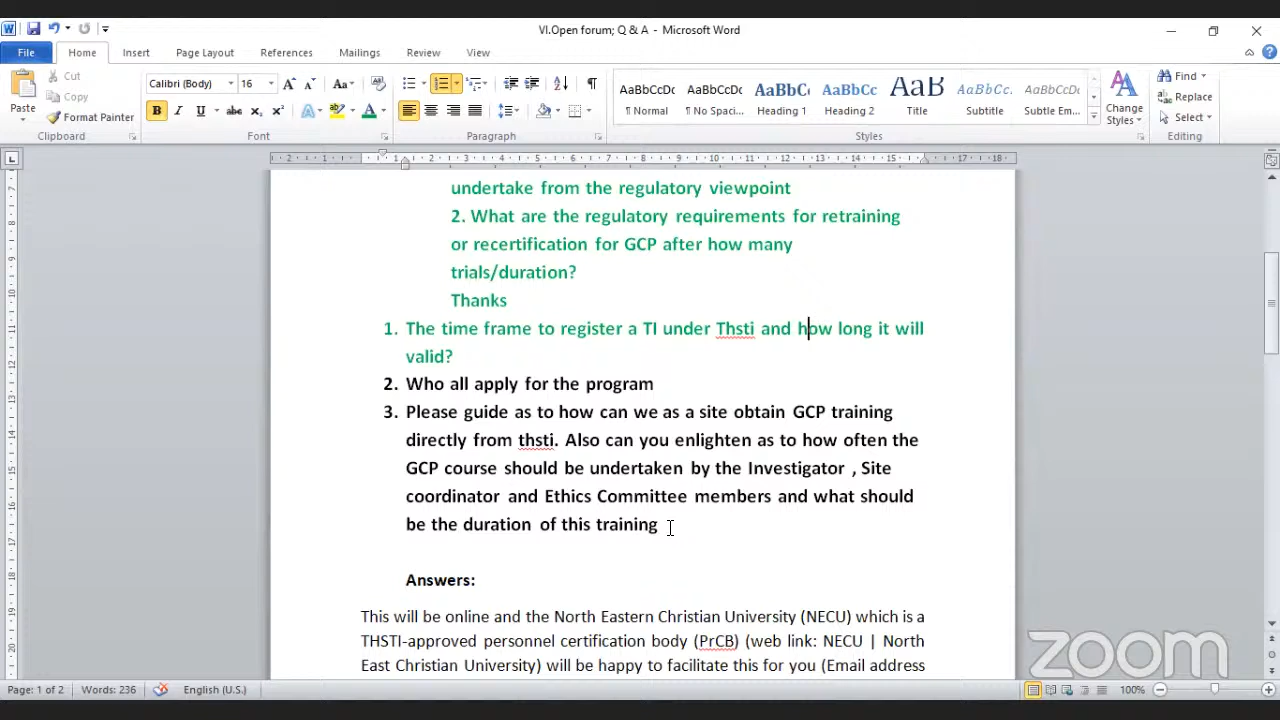 VI.Open forum; Q & A - Microsoft Word
File Home Insert Page Layout References Mailings Review View
Paste
Cut
Copy
Format Painter
Clipboard
Calibri (Body) 16
Font
Paragraph
AaBbCcDc AaBbCcDc AaBbC AaBbCc AaB AaBbCc. AaBbCcDc
¶ Normal ¶ No Spaci... Heading 1 Heading 2 Title Subtitle Subtle Em...
Styles
Change
Styles
Find
Replace
Select
Editing
undertake from the regulatory viewpoint
2. What are the regulatory requirements for retraining
or recertification for GCP after how many
trials/duration?
Thanks
1. The time frame to register a TI under Thsti and how long it will
valid?
2. Who all apply for the program
3. Please guide as to how can we as a site obtain GCP training
directly from thsti. Also can you enlighten as to how often the
GCP course should be undertaken by the Investigator , Site
coordinator and Ethics Committee members and what should
be the duration of this training
Answers:
This will be online and the North Eastern Christian University (NECU) which is a
THSTI-approved personnel certification body (PrCB) (web link: NECU | North
East Christian University) will be happy to facilitate this for you (Email address
zoom
Page: 1 of 2 Words: 236 English (U.S.) 100%